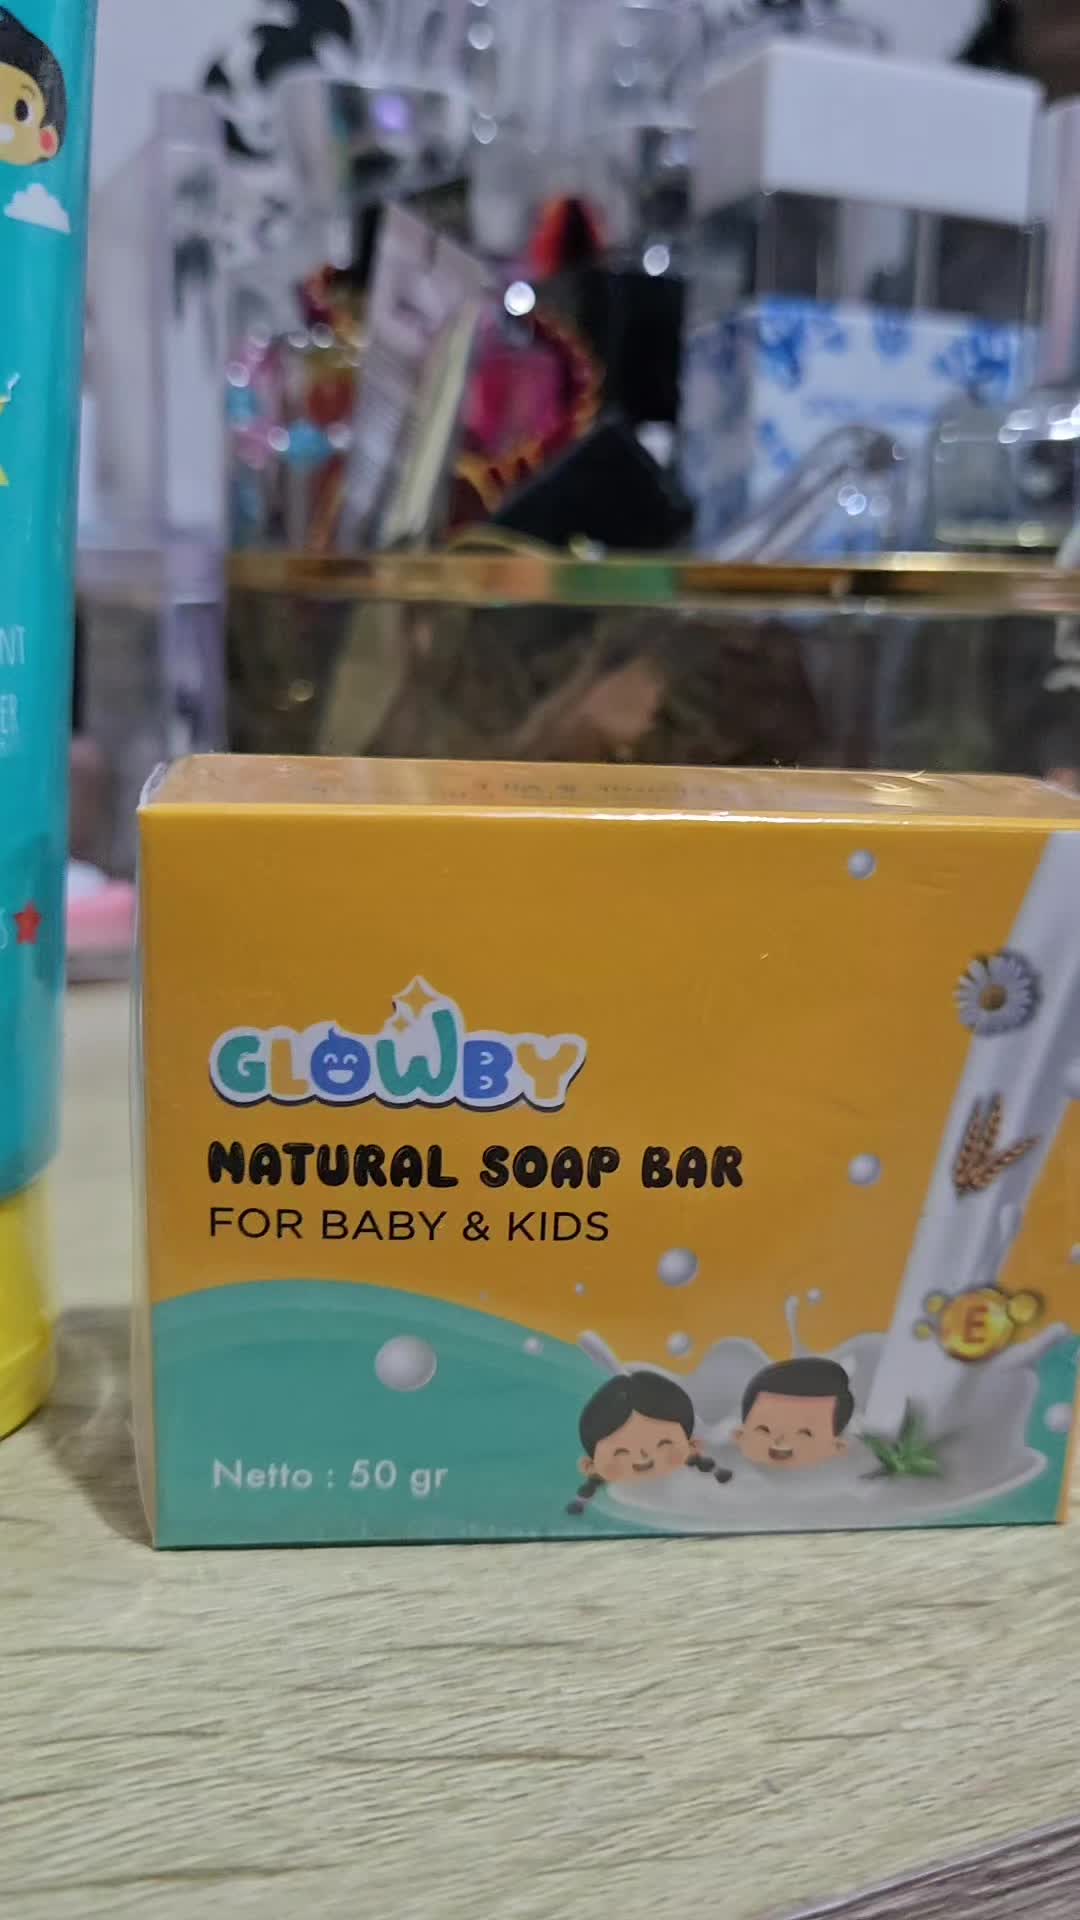 GLOWBY
NATURAL SOAP BAR
FOR BABY & KIDS
E
Netto : 50 gr